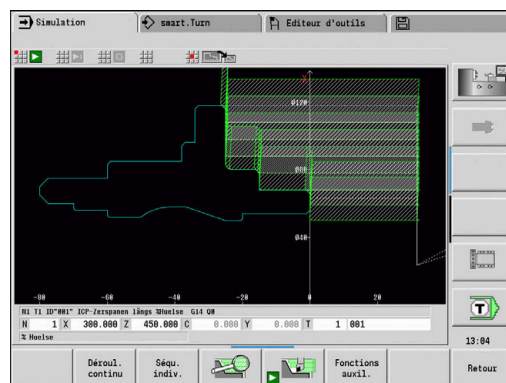 Simulation
smart.Turn
Editeur d'outils
X
Ø120
Ø80
Ø40
-80 -60 -40 -20 0 20
N1 T1 ID"001" ICP-Zerspanen längs %Huelse G14 Q0
N 1 X 300.000 Z 450.000 C 0.000 Y 0.000 T 1 001
% Huelse
T
13:04
Déroul. continu
Séqu. indiv.
Fonctions auxil.
Retour